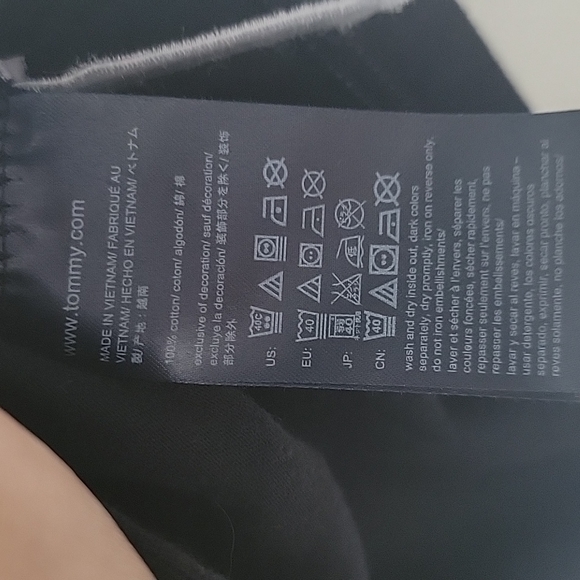 www.tommy.com
MADE IN VIETNAM/ FABRIQUÉ AU
VIETNAM/ HECHO EN VIETNAM/ ベトナム
製/ 产地 : 越南
100% cotton/ coton/ algodón/ 綿/ 棉
exclusive of decoration/ sauf décoration/
excluye la decoración/ 装飾部分を除く/ 装饰
部分除外
US: 40C
EU: 40
JP: 40
CN: 40
wash and dry inside out, dark colors
separately, dry promptly, iron on reverse only,
do not iron embellishments/
laver et sécher à l'envers, séparer les
couleurs foncées, sécher rapidement,
repasser seulement sur l'envers, ne pas
repasser les embellissements/
lavar y secar al reves, lavar en máquina –
usar detergente, los colores oscuros
separado, exprimir, secar pronto, planchar al
reves solamente, no planche los adornos/